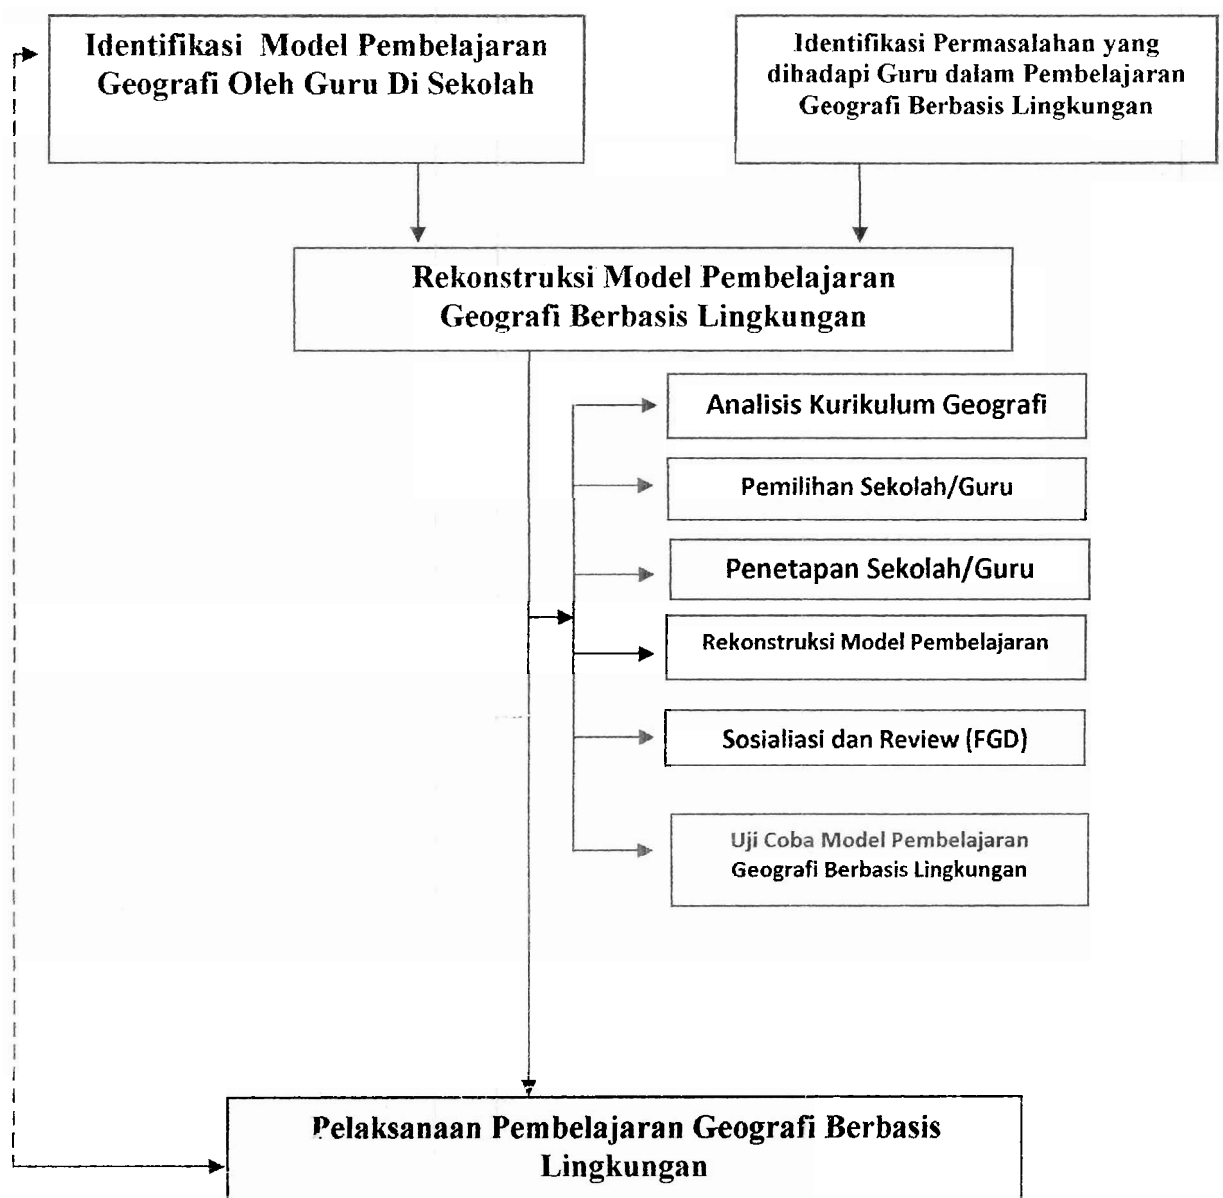 Identifikasi Model Pembelajaran
Geografi Oleh Guru Di Sekolah
Identifikasi Permasalahan yang
dihadapi Guru dalam Pembelajaran
Geografi Berbasis Lingkungan
Rekonstruksi Model Pembelajaran
Geografi Berbasis Lingkungan
Analisis Kurikulum Geografi
Pemilihan Sekolah/Guru
Penetapan Sekolah/Guru
Rekonstruksi Model Pembelajaran
Sosialiasi dan Review (FGD)
Uji Coba Model Pembelajaran
Geografi Berbasis Lingkungan
Pelaksanaan Pembelajaran Geografi Berbasis
Lingkungan